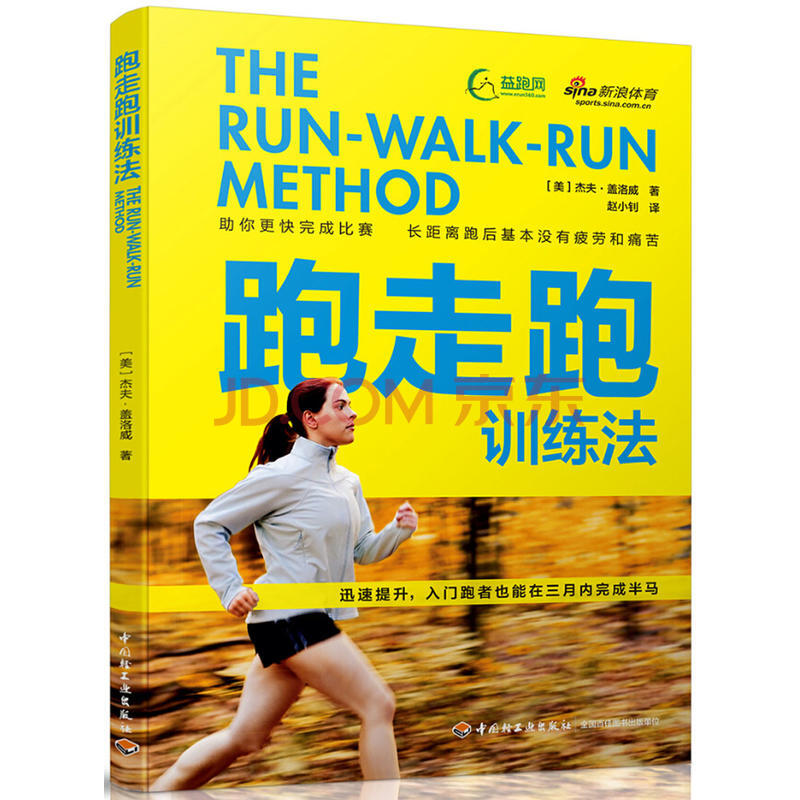 THE
RUN-WALK-RUN
METHOD
益跑网
www.erun360.com
sina新浪体育
sports.sina.com.cn
[美]杰夫·盖洛威 著
赵小钊 译
助你更快完成比赛 长距离跑后基本没有疲劳和痛苦
跑走跑
JD.COM 京东
训练法
迅速提升，入门跑者也能在三月内完成半马
中国轻工业出版社
全国百佳图书出版单位
跑走跑训练法
THE RUN-WALK-RUN
METHOD
[美]杰夫·盖洛威 著
中国轻工业出版社